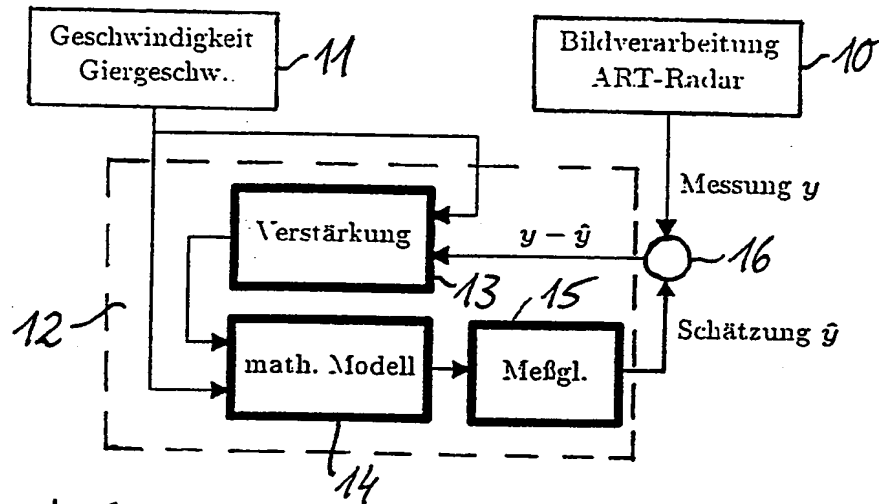 Geschwindigkeit
Giergeschw..
11
Bildverarbeitung
ART-Radar
10
Messung y
Verstärkung
y − ŷ
16
13
15
12
Schätzung ŷ
math. Modell
Meßgl.
14